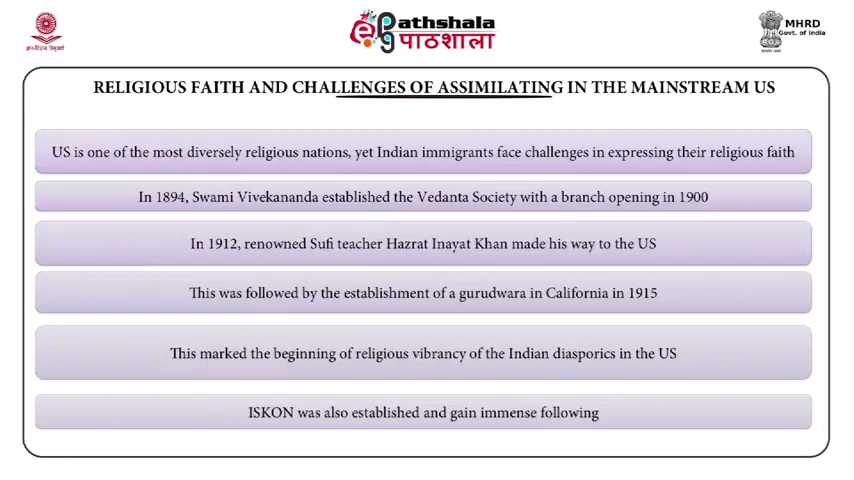 Pathshala
पाठशाला
MHRD
Govt. of India
RELIGIOUS FAITH AND CHALLENGES OF ASSIMILATING IN THE MAINSTREAM US
US is one of the most diversely religious nations, yet Indian immigrants face challenges in expressing their religious faith
In 1894, Swami Vivekananda established the Vedanta Society with a branch opening in 1900
In 1912, renowned Sufi teacher Hazrat Inayat Khan made his way to the US
This was followed by the establishment of a gurudwara in California in 1915
This marked the beginning of religious vibrancy of the Indian diasporics in the US
ISKON was also established and gain immense following